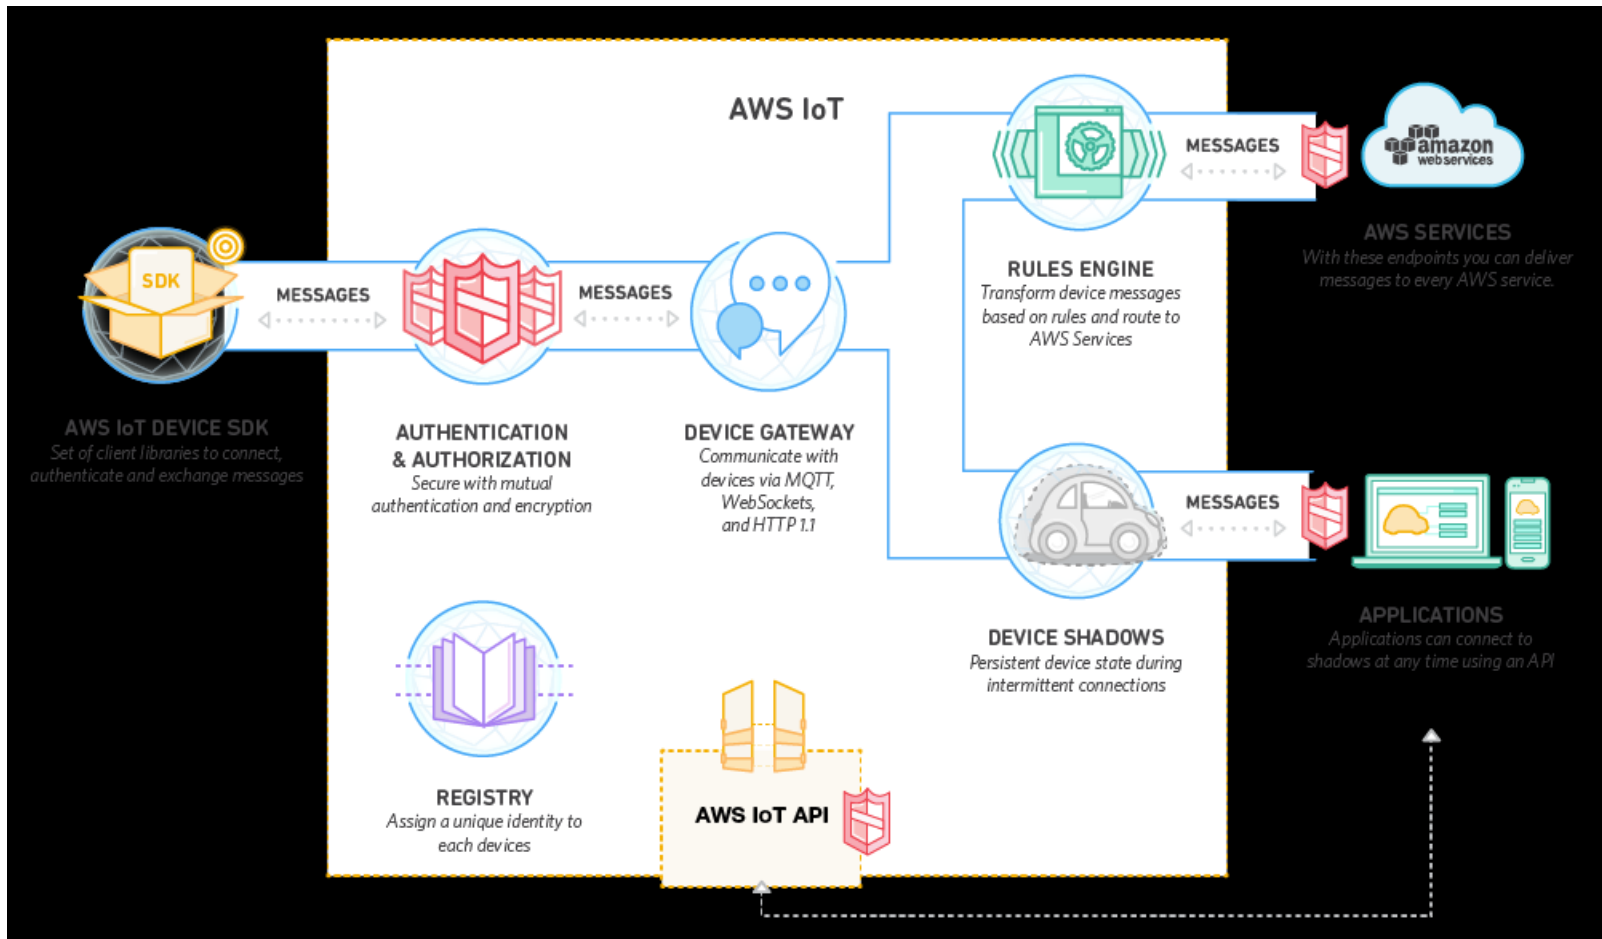 AWS IoT
MESSAGES
amazon
webservices
AWS SERVICES
With these endpoints you can deliver
messages to every AWS service.
RULES ENGINE
Transform device messages
based on rules and route to
AWS Services
SDK
MESSAGES
MESSAGES
AWS IoT DEVICE SDK
Set of client libraries to connect,
authenticate and exchange messages
AUTHENTICATION
& AUTHORIZATION
Secure with mutual
authentication and encryption
DEVICE GATEWAY
Communicate with
devices via MQTT,
WebSockets,
and HTTP 1.1
MESSAGES
DEVICE SHADOWS
Persistent device state during
intermittent connections
APPLICATIONS
Applications can connect to
shadows at any time using an API
REGISTRY
Assign a unique identity to
each devices
AWS IoT API